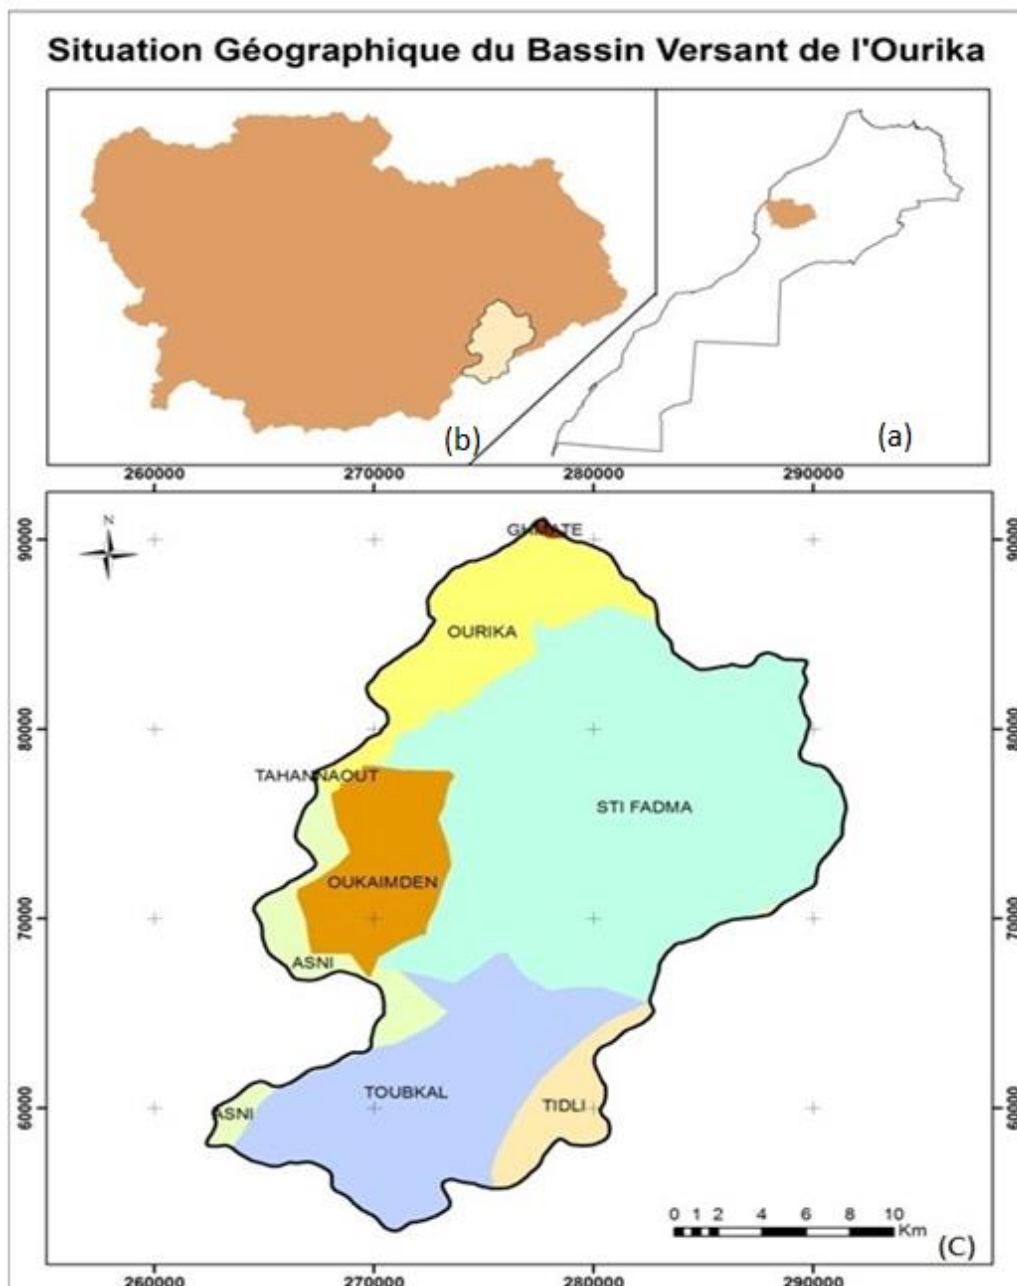 Situation Géographique du Bassin Versant de l'Ourika
(b)
(a)
260000 270000 280000 290000
N
90000 90000
OURIKA
80000 80000
TAHANNAOUT
STI FADMA
OUKAIMDEN
70000 70000
ASNI
TOUBKAL
60000 60000
ASNI
TIDLI
0 1 2 4 6 8 10
Km
(C)
260000 270000 280000 290000